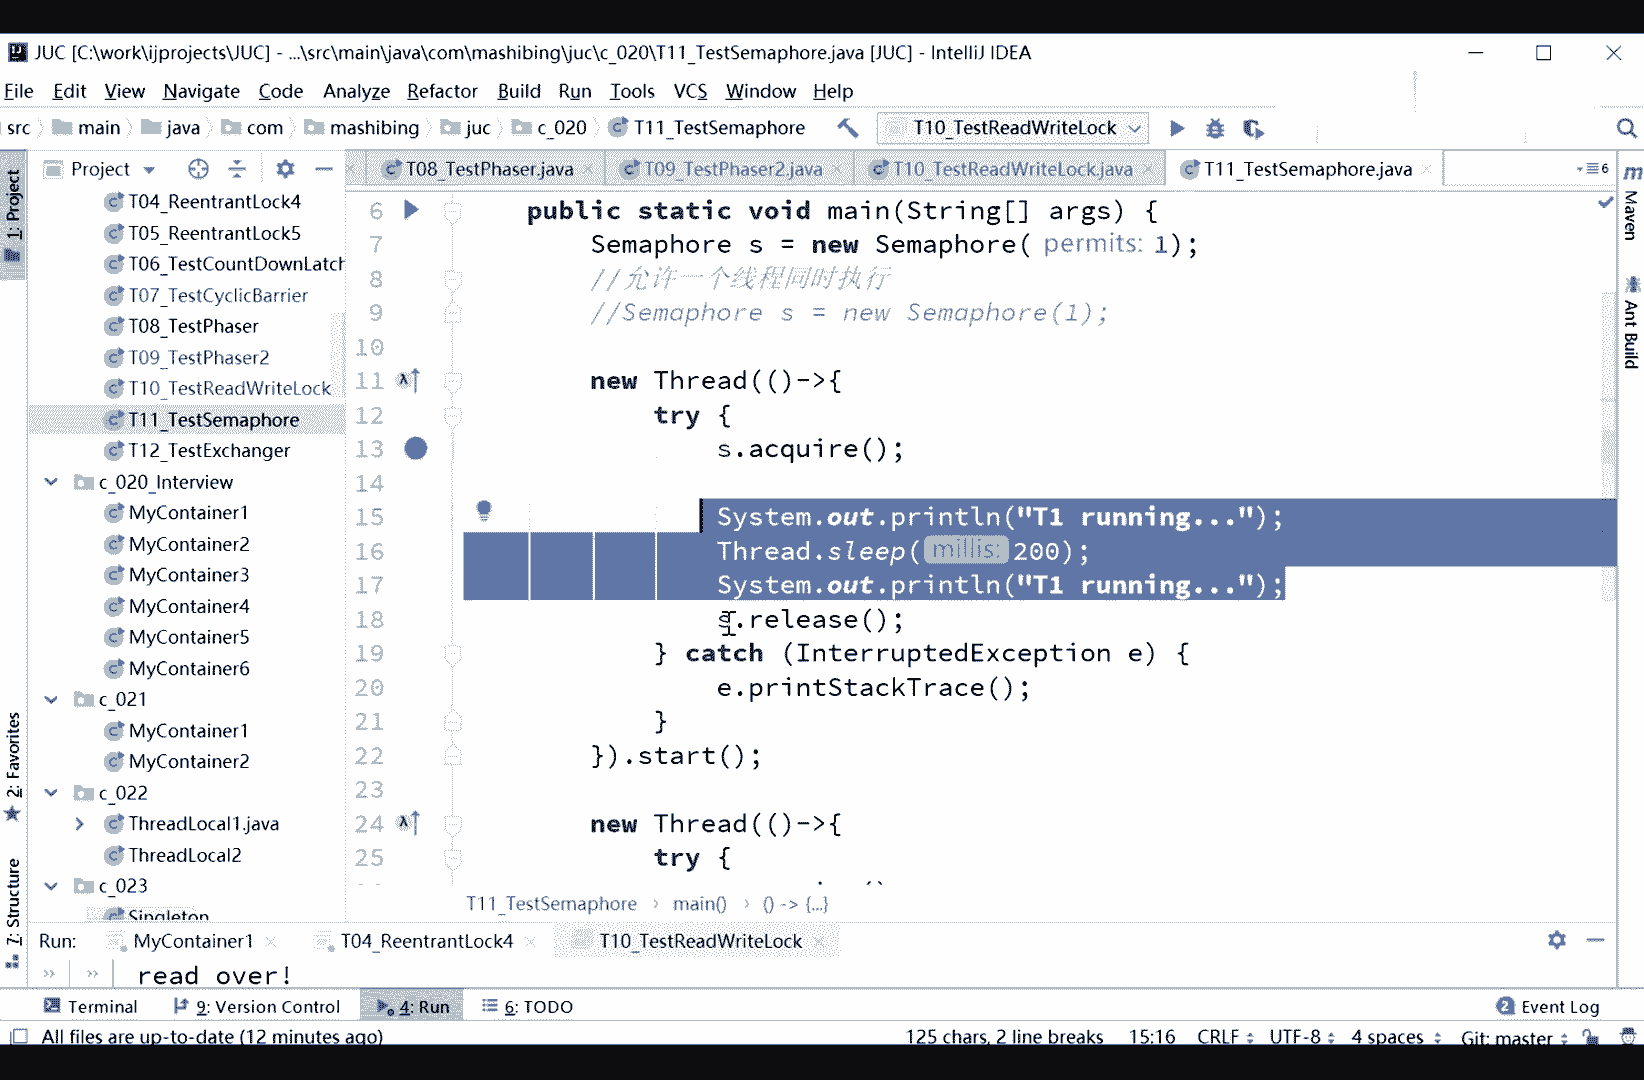 JUC [C:\work\ijprojects\JUC] - ...\src\main\java\com\mashibing\juc\c_020\T11_TestSemaphore.java [JUC] - IntelliJ IDEA
File Edit View Navigate Code Analyze Refactor Build Run Tools VCS Window Help
src main java com mashibing juc c_020 T11_TestSemaphore T10_TestReadWriteLock
Project T08_TestPhaser.java T09_TestPhaser2.java T10_TestReadWriteLock.java T11_TestSemaphore.java 6
1: Project
7: Structure
2: Favorites
Maven
Ant Build
T04_ReentrantLock4
T05_ReentrantLock5
T06_TestCountDownLatch
T07_TestCyclicBarrier
T08_TestPhaser
T09_TestPhaser2
T10_TestReadWriteLock
T11_TestSemaphore
T12_TestExchanger
c_020_Interview
MyContainer1
MyContainer2
MyContainer3
MyContainer4
MyContainer5
MyContainer6
c_021
MyContainer1
MyContainer2
c_022
ThreadLocal1.java
ThreadLocal2
c_023
Singleton
6 public static void main(String[] args) {
7 Semaphore s = new Semaphore( permits: 1);
8 //允许一个线程同时执行
9 //Semaphore s = new Semaphore(1);
10
11 new Thread(()->{
12 try {
13 s.acquire();
14
15 System.out.println("T1 running...");
16 Thread.sleep( millis: 200);
17 System.out.println("T1 running...");
18 s.release();
19 } catch (InterruptedException e) {
20 e.printStackTrace();
21 }
22 }).start();
23
24 new Thread(()->{
25 try {
T11_TestSemaphore main() () -> {...}
Run: MyContainer1 T04_ReentrantLock4 T10_TestReadWriteLock
read over!
Terminal 9: Version Control 4: Run 6: TODO 2 Event Log
All files are up-to-date (12 minutes ago) 125 chars, 2 line breaks 15:16 CRLF UTF-8 4 spaces Git: master